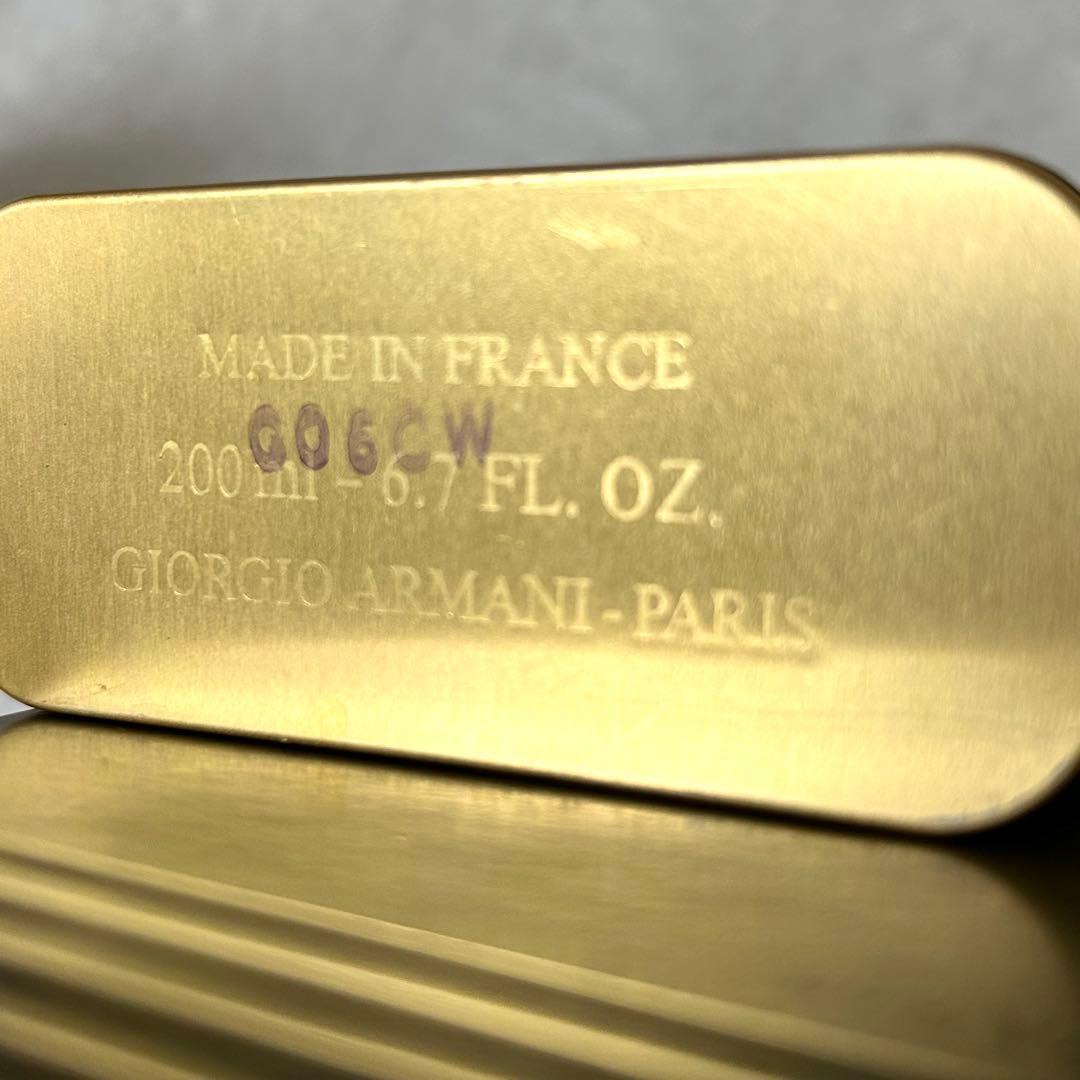 MADE IN FRANCE
G06CW
200 ml - 6.7 FL. OZ.
GIORGIO ARMANI - PARIS